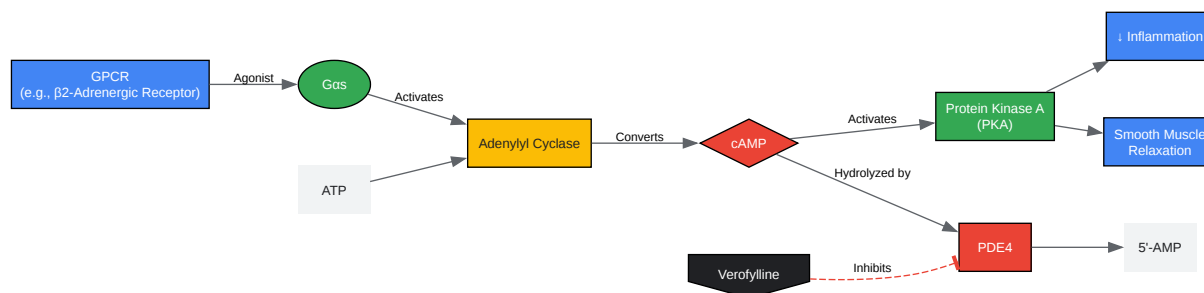 GPCR
(e.g., β2-Adrenergic Receptor)
Agonist
Gαs
Activates
ATP
Adenylyl Cyclase
Converts
cAMP
Activates
Protein Kinase A
(PKA)
↓ Inflammation
Smooth Muscle
Relaxation
Hydrolyzed by
PDE4
5'-AMP
Verofylline
Inhibits